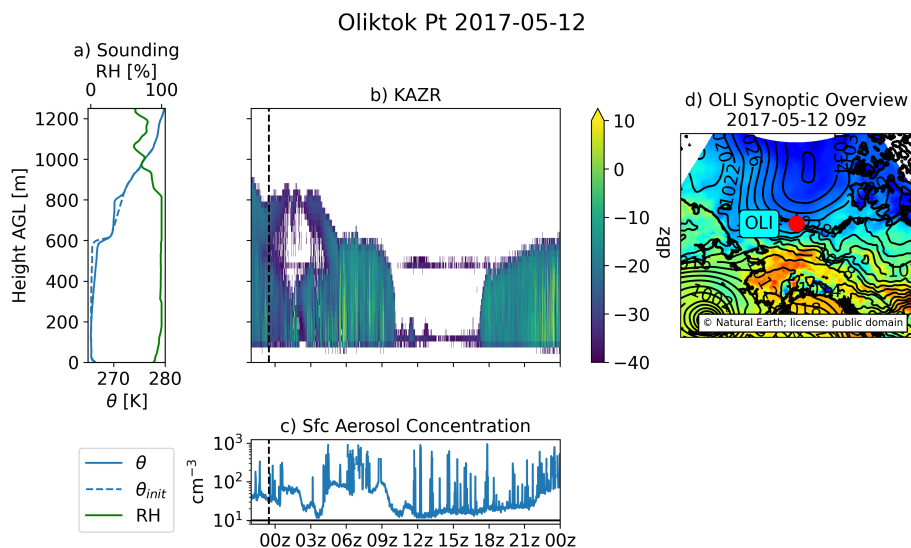 Oliktok Pt 2017-05-12
a) Sounding
RH [%]
0 100
b) KAZR
d) OLI Synoptic Overview
2017-05-12 09z
1200
1000
800
600
400
200
0
Height AGL [m]
270 280
θ [K]
10
0
−10
−20
−30
−40
dBz
1026
1022
OLI
© Natural Earth; license: public domain
c) Sfc Aerosol Concentration
10³
10²
10¹
cm⁻³
00z 03z 06z 09z 12z 15z 18z 21z 00z
θ
θinit
RH